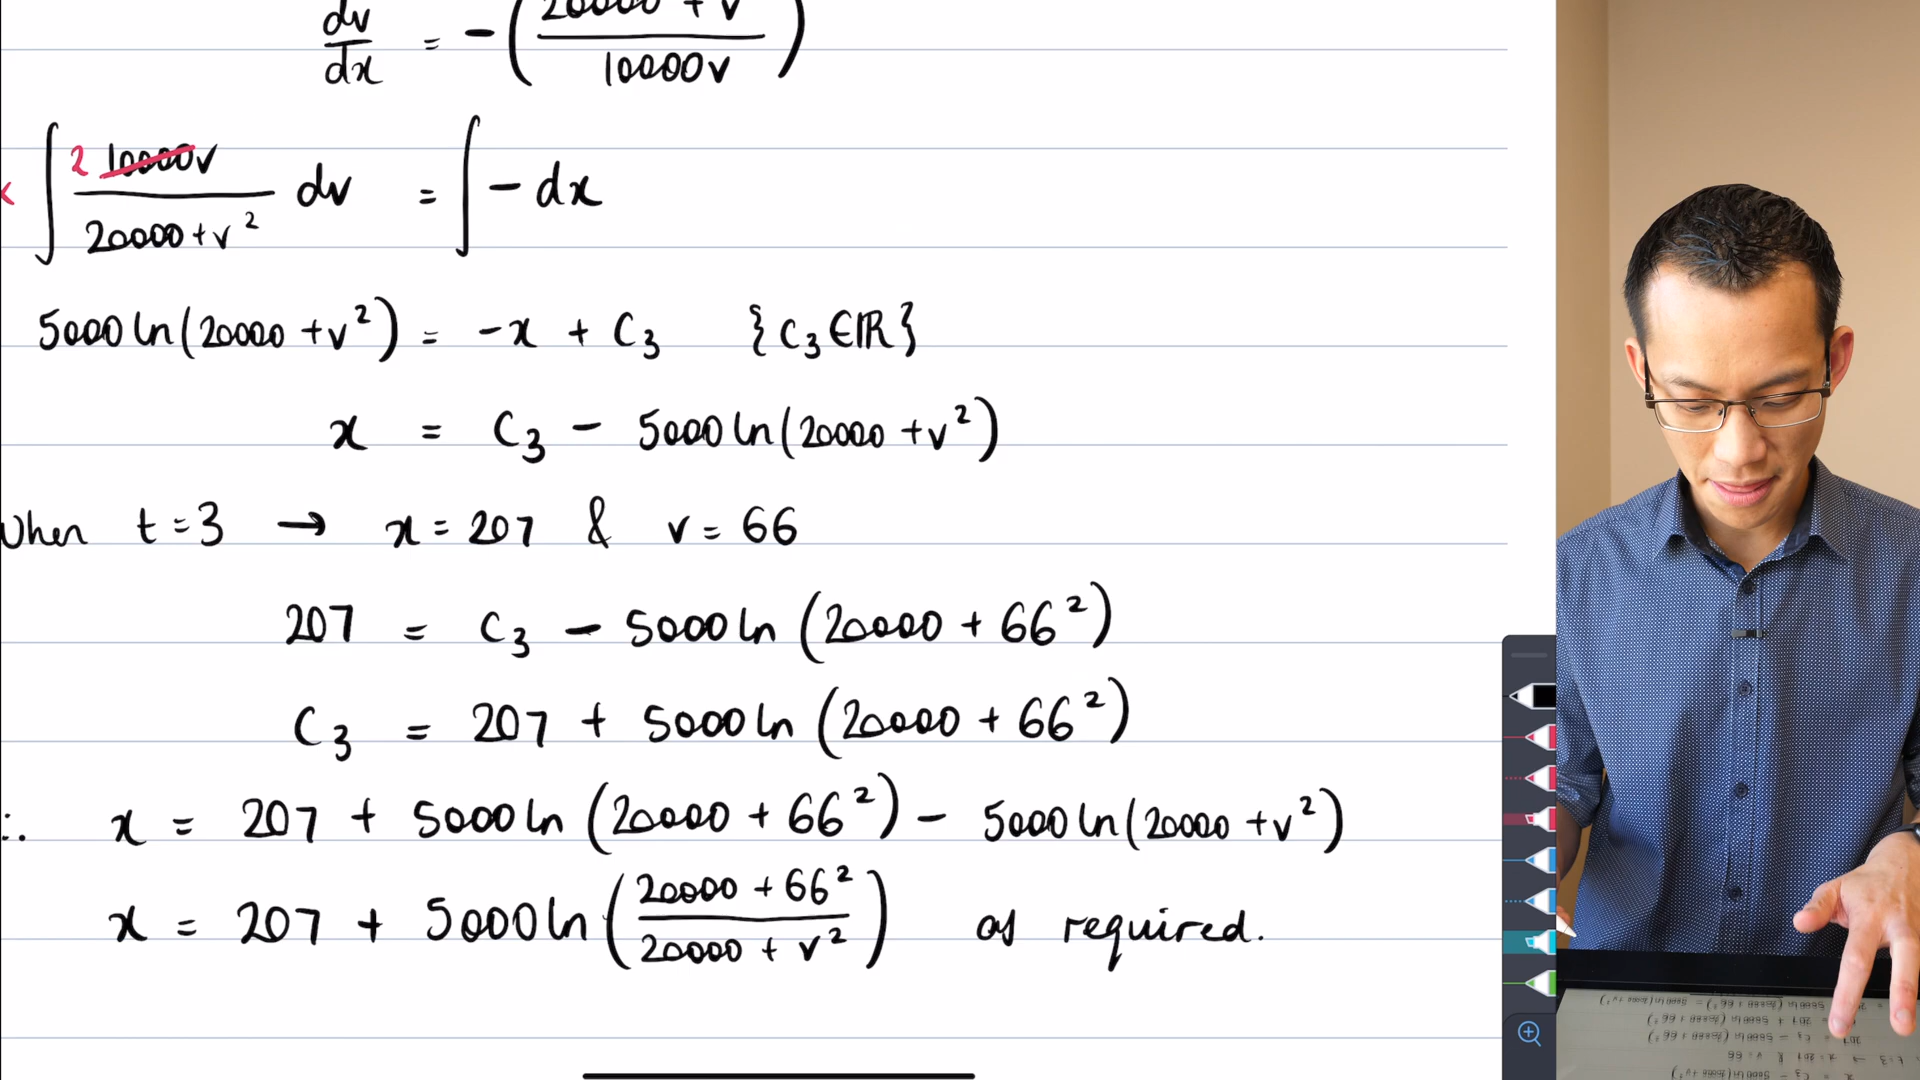 dv/dx = -(20000 + v / 10000v)
∫ 2 10000v / 20000+v² dv = ∫ - dx
5000 ln(20000 + v²) = -x + C₃ {C₃∈ℝ}
x = C₃ - 5000 ln(20000 + v²)
When t = 3 → x = 207 & v = 66
207 = C₃ - 5000 ln (20000 + 66²)
C₃ = 207 + 5000 ln (20000 + 66²)
∴ x = 207 + 5000 ln (20000 + 66²) - 5000 ln(20000 + v²)
x = 207 + 5000 ln (20000 + 66² / 20000 + v²) as required.